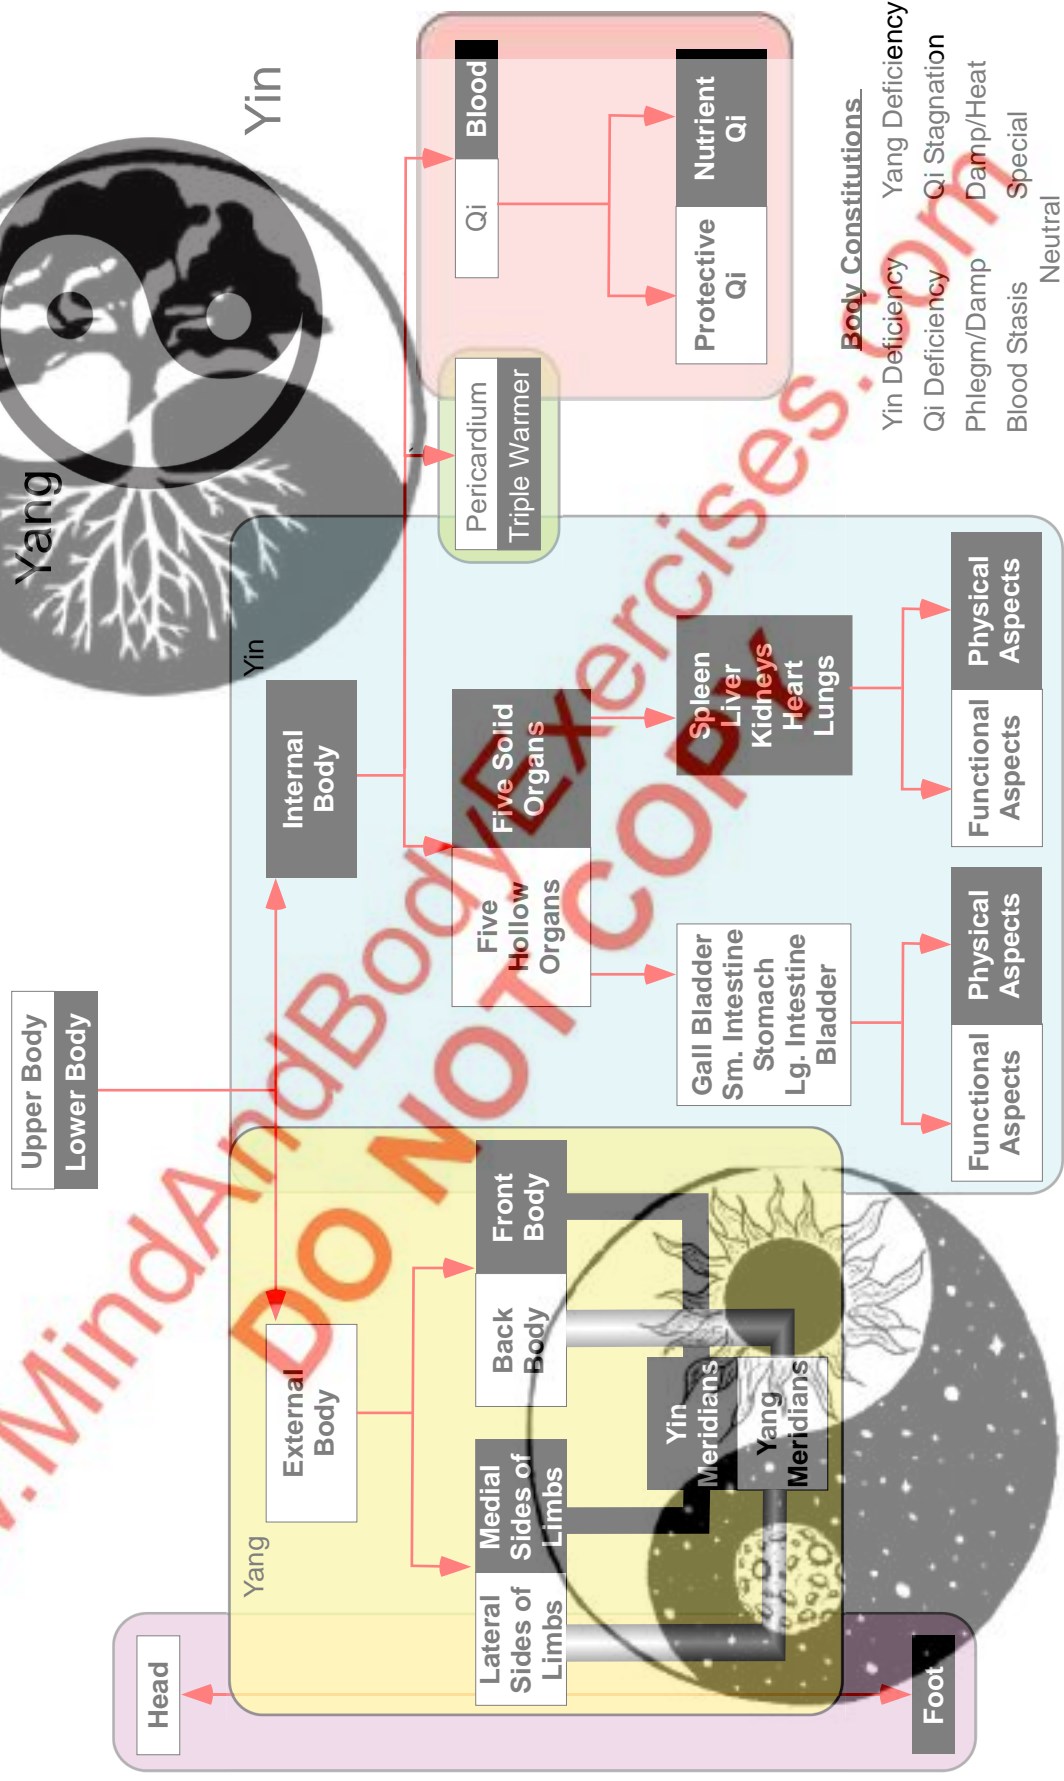 Upper Body
Lower Body
Yang
Yin
Head
Foot
Yang
Yin
External
Body
Internal
Body
Lateral
Sides of
Limbs
Medial
Sides of
Limbs
Back
Body
Front
Body
Yin
Meridians
Yang
Meridians
Five
Hollow
Organs
Five Solid
Organs
Gall Bladder
Sm. Intestine
Stomach
Lg. Intestine
Bladder
Spleen
Liver
Kidneys
Heart
Lungs
Functional
Aspects
Physical
Aspects
Functional
Aspects
Physical
Aspects
Pericardium
Triple Warmer
Qi
Blood
Protective
Qi
Nutrient
Qi
Body Constitutions
Yin Deficiency Yang Deficiency
Qi Deficiency Qi Stagnation
Phlegm/Damp Damp/Heat
Blood Stasis Special
Neutral
.MindAndBodyExercises.com
DO NOT COPY